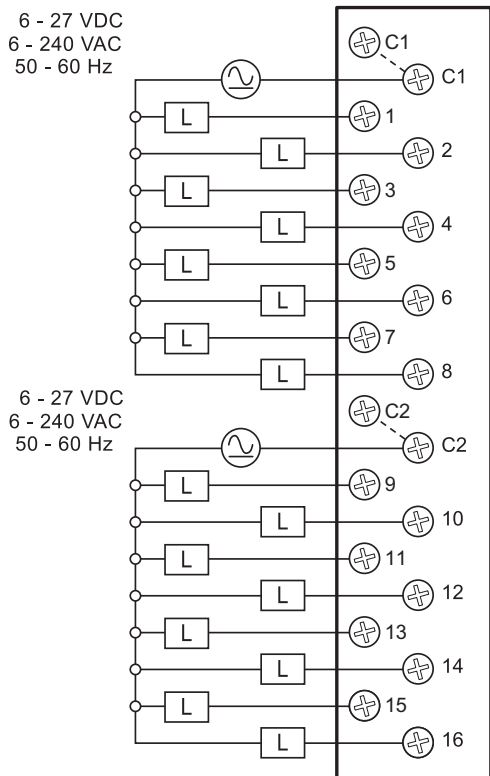 6 - 27 VDC
6 - 240 VAC
50 - 60 Hz
C1
C1
L 1
L 2
L 3
L 4
L 5
L 6
L 7
L 8
6 - 27 VDC
6 - 240 VAC
50 - 60 Hz
C2
C2
L 9
L 10
L 11
L 12
L 13
L 14
L 15
L 16